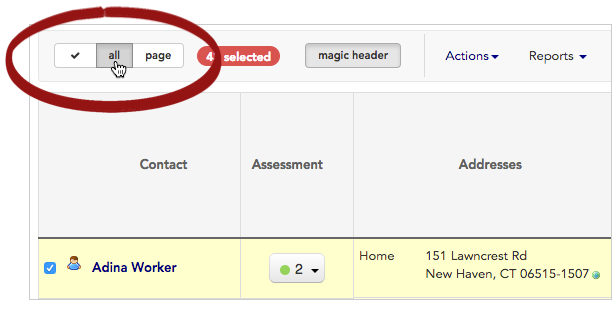 all page selected magic header Actions Reports
Contact Assessment Addresses
Adina Worker 2 Home 151 Lawncrest Rd
New Haven, CT 06515-1507